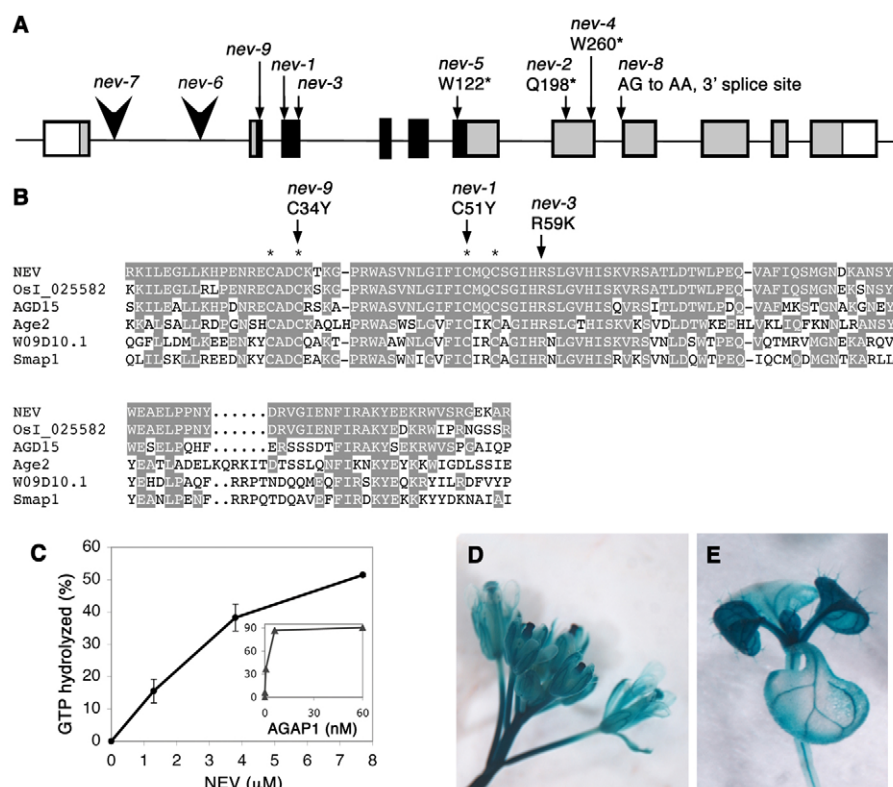 A
nev-7
nev-6
nev-9
nev-1
nev-3
nev-5
W122*
nev-2
Q198*
nev-4
W260*
nev-8
AG to AA, 3' splice site
B
nev-9
C34Y
nev-1
C51Y
nev-3
R59K
* * * *
NEV RKILEGLLKHPENRECADCKTKG-PRWASVNLGIFICMQCSGIHRSLGVHISKVRSATLDTWLPEQ-VAFIQSMGNDKANSY
OsI_025582 KKILEGLLRLPENRECADCKSKG-PRWASVNLGIFICMQCSGIHRSLGVHISKVRSATLDTWLPEQ-VAFIQSMGNEKSNSY
AGD15 SKILEALLKHPDNRECADCRSKA-PRWASVNLGIFICMQCSGIHRSLGVHISQVRSITLDTWLPDQ-VAFMKSTGNAKGNEY
Age2 KKALSALLRDPGNSHCADCKAQLHPRWASWSLGVFICIKCAGIHRSLGTHISKVKSVDLDTWKEEHLVKLIQFKNNLRANSY
W09D10.1 QGFLLDMLKEEENKYCADCQAKT-PRWAAWNLGVFICIRCAGIHRNLGVHISKVRSVNLDSWTPEQ-VQTMRVMGNEKARQV
Smap1 QLILSKLLREEDNKYCADCEAKG-PRWASWNIGVFICIRCAGIHRNLGVHISRVKSVNLDQWTPEQ-IQCMQDMGNTKARLL
NEV WEAELPPNY......DRVGIENFIRAKYEEKRWVSRGEKAR
OsI_025582 WEAELPPNY......DRVGIENFIRAKYEDKRWIPRNGSSR
AGD15 WESELPQHF......ERSSSDTFIRAKYSEKRWVSPGAIQP
Age2 YEATLADELKQRKITDTSSLQNFIKNKYEYKKWIGDLSSIE
W09D10.1 YEHDLPAQF..RRPTNDQQMEQFIRSKYEQKRYILRDFVYP
Smap1 YEANLPENF..RRPQTDQAVEFFIRDKYEKKKYYDKNAIAI
C
GTP hydrolyzed (%)
60
50
40
30
20
10
0
0 1 2 3 4 5 6 7 8
NEV (µM)
90
60
30
0
0 30 60
AGAP1 (nM)
D
E